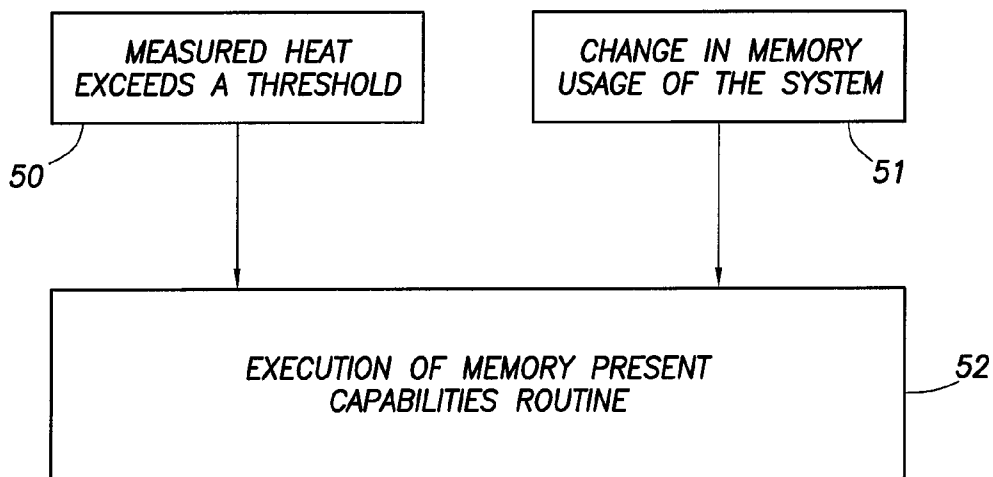 MEASURED HEAT
EXCEEDS A THRESHOLD
CHANGE IN MEMORY
USAGE OF THE SYSTEM
50
51
EXECUTION OF MEMORY PRESENT
CAPABILITIES ROUTINE
52